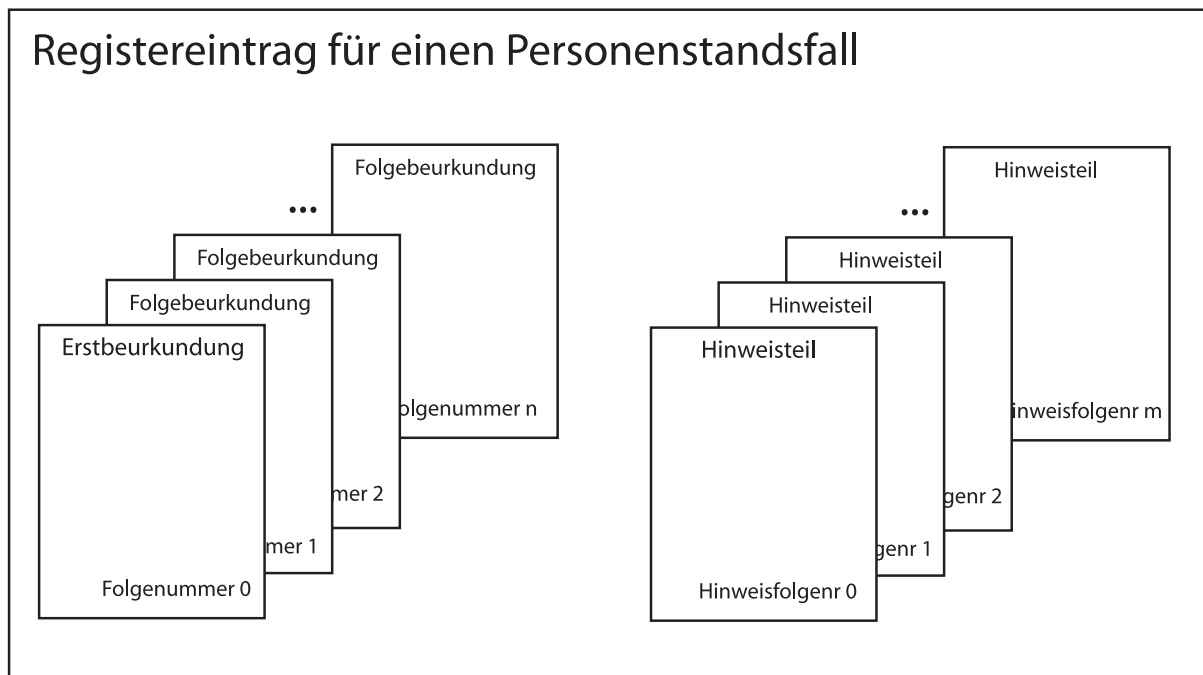 Registereintrag für einen Personenstandsfall
Folgebeurkundung
...
Folgebeurkundung
Folgebeurkundung
Erstbeurkundung
olgenummer n
mer 2
mer 1
Folgenummer 0
Hinweisteil
...
Hinweisteil
Hinweisteil
Hinweisteil
inweisfolgenr m
genr 2
genr 1
Hinweisfolgenr 0